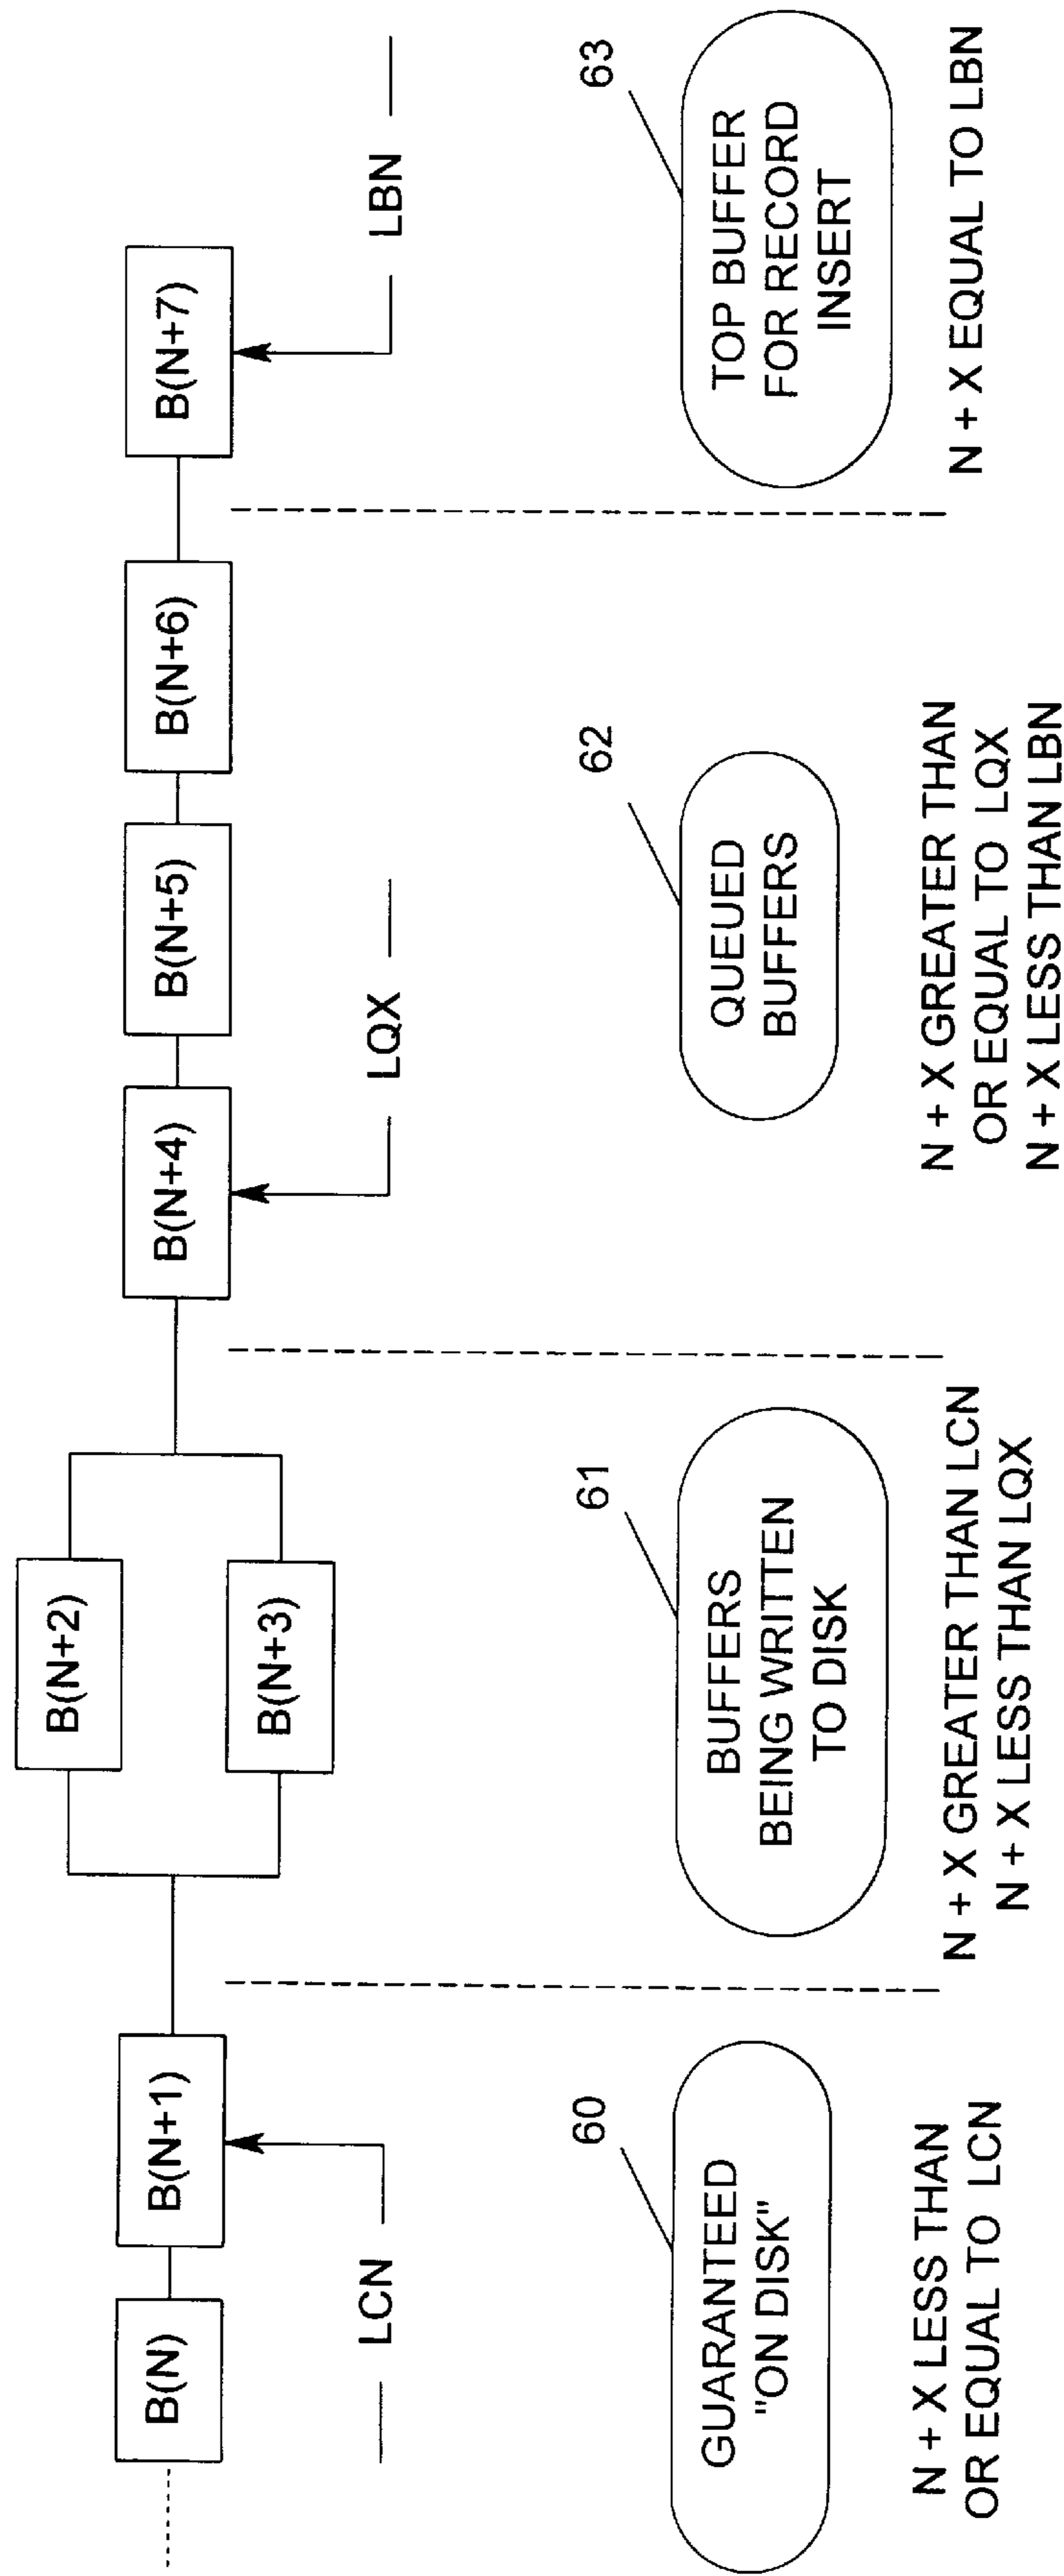 B(N)
B(N+1)
B(N+2)
B(N+3)
B(N+4)
B(N+5)
B(N+6)
B(N+7)
LCN
LQX
LBN
60
61
62
63
GUARANTEED
"ON DISK"
BUFFERS
BEING WRITTEN
TO DISK
QUEUED
BUFFERS
TOP BUFFER
FOR RECORD
INSERT
N + X LESS THAN
OR EQUAL TO LCN
N + X GREATER THAN LCN
N + X LESS THAN LQX
N + X GREATER THAN
OR EQUAL TO LQX
N + X LESS THAN LBN
N + X EQUAL TO LBN